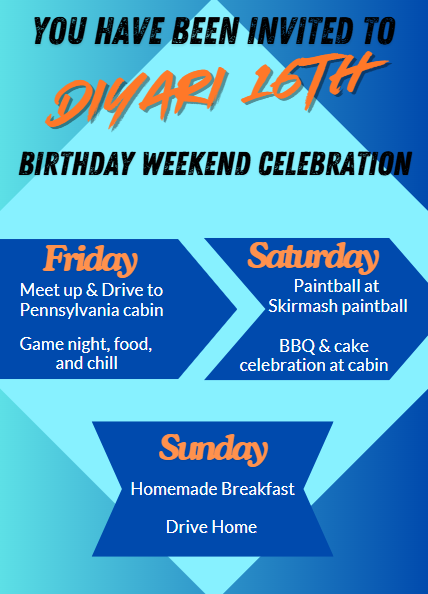 YOU HAVE BEEN INVITED TO
DIYARI 16TH
BIRTHDAY WEEKEND CELEBRATION
Friday
Meet up & Drive to
Pennsylvania cabin
Game night, food,
and chill
Saturday
Paintball at
Skirmash paintball
BBQ & cake
celebration at cabin
Sunday
Homemade Breakfast
Drive Home